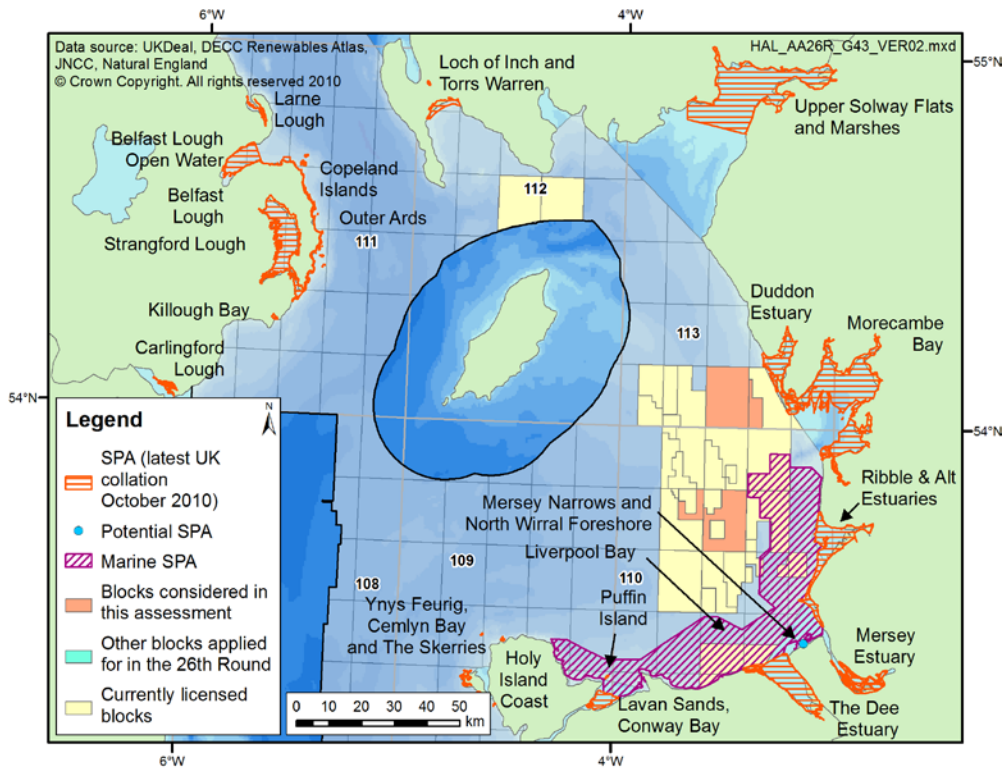 6°W
4°W
Data source: UKDeal, DECC Renewables Atlas,
JNCC, Natural England
© Crown Copyright. All rights reserved 2010
HAL_AA26R_G43_VER02.mxd
55°N
Loch of Inch and
Torrs Warren
Larne
Lough
Upper Solway Flats
and Marshes
Belfast Lough
Open Water
Copeland
Islands
112
Belfast
Lough
Outer Ards
111
Strangford Lough
Killough Bay
Duddon
Estuary
Morecambe
Bay
113
Carlingford
Lough
54°N
54°N
Legend
N
SPA (latest UK
collation
October 2010)
Potential SPA
Marine SPA
Blocks considered in
this assessment
Other blocks applied
for in the 26th Round
Currently licensed
blocks
Ribble & Alt
Estuaries
Mersey Narrows and
North Wirral Foreshore
Liverpool Bay
109
108
110
Puffin
Island
Ynys Feurig,
Cemlyn Bay
and The Skerries
Mersey
Estuary
Holy
Island
Coast
0 10 20 30 40 50
km
Lavan Sands,
Conway Bay
The Dee
Estuary
6°W
4°W